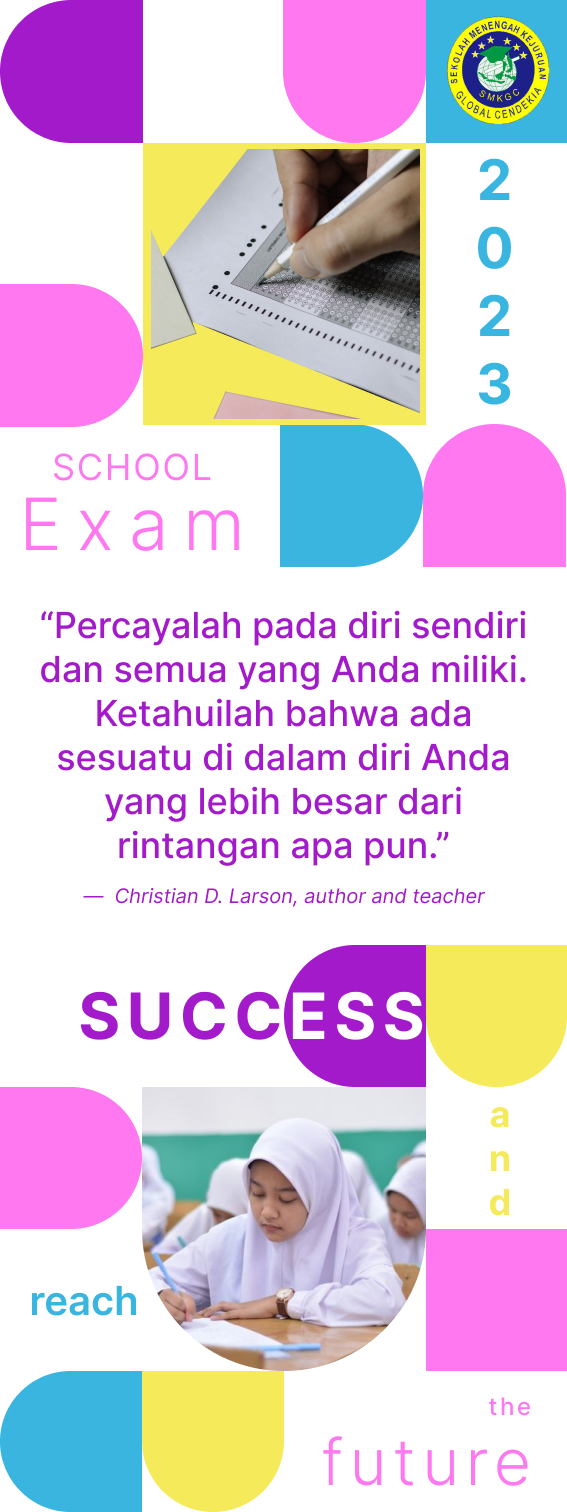 SEKOLAH MENENGAH KEJURUAN
SMKGC
GLOBAL CENDEKIA
2
0
2
3
SCHOOL
Exam
“Percayalah pada diri sendiri
dan semua yang Anda miliki.
Ketahuilah bahwa ada
sesuatu di dalam diri Anda
yang lebih besar dari
rintangan apa pun.”
— Christian D. Larson, author and teacher
SUCCESS
a
n
d
reach
the
future